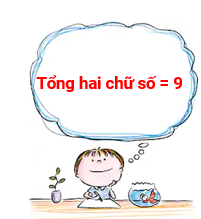 Tổng hai chữ số = 9